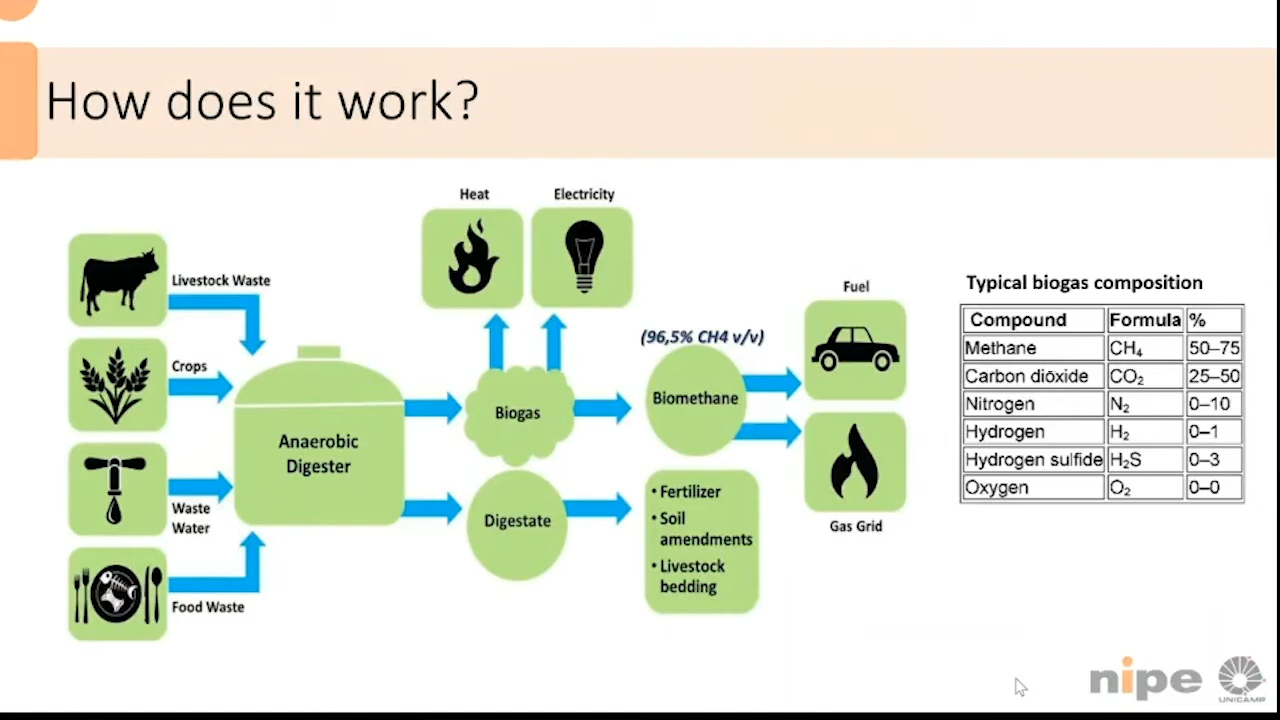 How does it work?
Heat
Electricity
Livestock Waste
Crops
Waste
Water
Food Waste
Anaerobic
Digester
Biogas
Digestate
(96,5% CH4 v/v)
Biomethane
• Fertilizer
• Soil
amendments
• Livestock
bedding
Fuel
Gas Grid
Typical biogas composition
Compound Formula %
Methane CH₄ 50–75
Carbon dioxide CO₂ 25–50
Nitrogen N₂ 0–10
Hydrogen H₂ 0–1
Hydrogen sulfide H₂S 0–3
Oxygen O₂ 0–0
nipe
UNICAMP